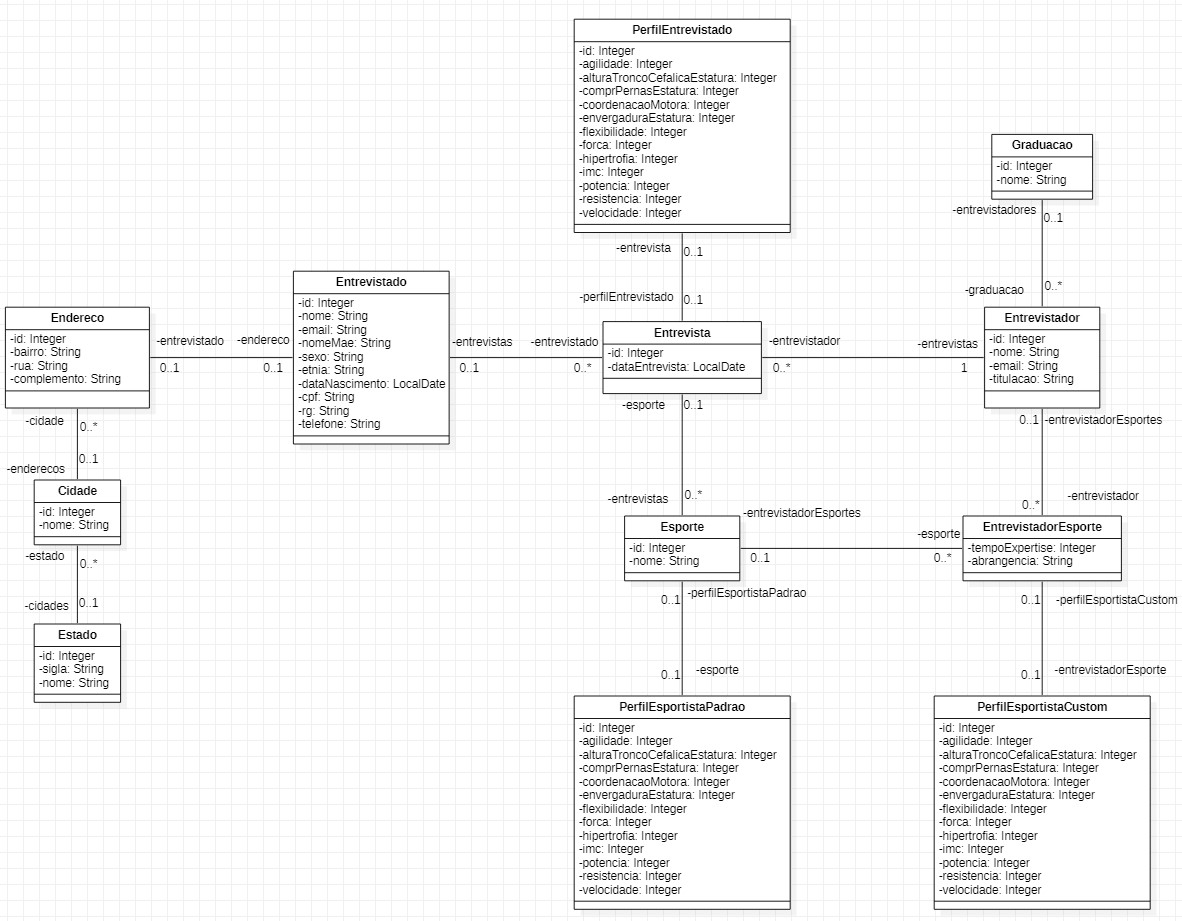 PerfilEntrevistado
-id: Integer
-agilidade: Integer
-alturaTroncoCefalicaEstatura: Integer
-comprPernasEstatura: Integer
-coordenacaoMotora: Integer
-envergaduraEstatura: Integer
-flexibilidade: Integer
-forca: Integer
-hipertrofia: Integer
-imc: Integer
-potencia: Integer
-resistencia: Integer
-velocidade: Integer
Graduacao
-id: Integer
-nome: String
-entrevistadores
0..1
-graduacao
0..*
-entrevista
0..1
-perfilEntrevistado
0..1
Entrevistado
-id: Integer
-nome: String
-email: String
-nomeMae: String
-sexo: String
-etnia: String
-dataNascimento: LocalDate
-cpf: String
-rg: String
-telefone: String
Endereco
-id: Integer
-bairro: String
-rua: String
-complemento: String
-entrevistado
0..1
-endereco
0..1
-entrevistas
0..1
-entrevistado
0..*
Entrevista
-id: Integer
-dataEntrevista: LocalDate
-entrevistador
0..*
-entrevistas
1
Entrevistador
-id: Integer
-nome: String
-email: String
-titulacao: String
-cidade
0..*
0..1
-enderecos
Cidade
-id: Integer
-nome: String
-estado
0..*
-cidades
0..1
Estado
-id: Integer
-sigla: String
-nome: String
-esporte
0..1
-entrevistas
0..*
0..1
-entrevistadorEsportes
-entrevistador
0..*
Esporte
-id: Integer
-nome: String
-entrevistadorEsportes
0..1
-esporte
0..*
EntrevistadorEsporte
-tempoExpertise: Integer
-abrangencia: String
-perfilEsportistaPadrao
0..1
-esporte
0..1
0..1
-perfilEsportistaCustom
0..1
-entrevistadorEsporte
PerfilEsportistaPadrao
-id: Integer
-agilidade: Integer
-alturaTroncoCefalicaEstatura: Integer
-comprPernasEstatura: Integer
-coordenacaoMotora: Integer
-envergaduraEstatura: Integer
-flexibilidade: Integer
-forca: Integer
-hipertrofia: Integer
-imc: Integer
-potencia: Integer
-resistencia: Integer
-velocidade: Integer
PerfilEsportistaCustom
-id: Integer
-agilidade: Integer
-alturaTroncoCefalicaEstatura: Integer
-comprPernasEstatura: Integer
-coordenacaoMotora: Integer
-envergaduraEstatura: Integer
-flexibilidade: Integer
-forca: Integer
-hipertrofia: Integer
-imc: Integer
-potencia: Integer
-resistencia: Integer
-velocidade: Integer